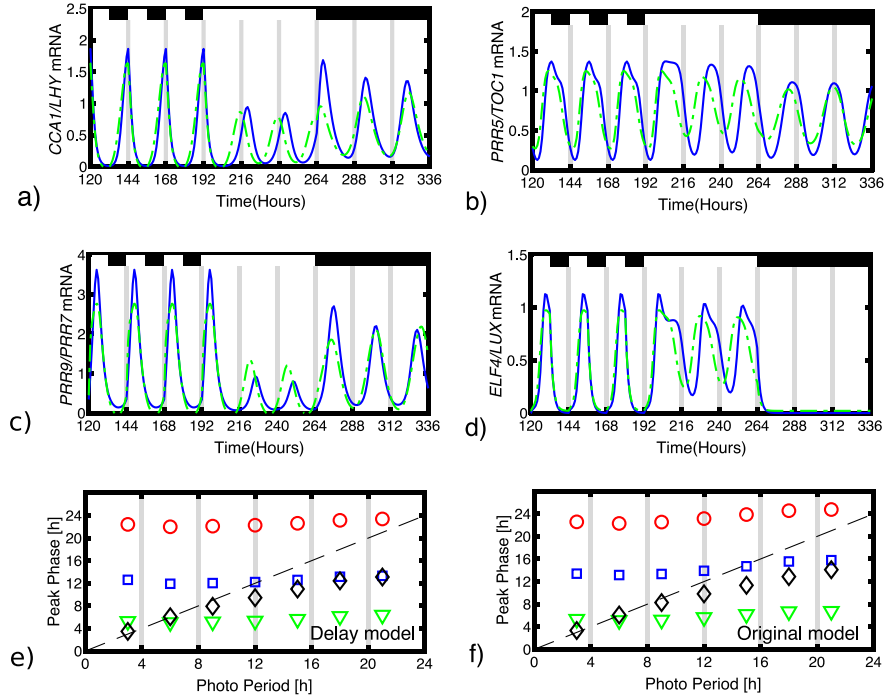 CCA1/LHY mRNA
2
1.5
1
0.5
0
120 144 168 192 216 240 264 288 312 336
Time(Hours)
a)
PRR5/TOC1 mRNA
2
1.5
1
0.5
0
120 144 168 192 216 240 264 288 312 336
Time(Hours)
b)
PRR9/PRR7 mRNA
4
3
2
1
0
120 144 168 192 216 240 264 288 312 336
Time(Hours)
c)
ELF4/LUX mRNA
1.5
1
0.5
0
120 144 168 192 216 240 264 288 312 336
Time(Hours)
d)
Peak Phase [h]
24
20
16
12
8
4
0
0 4 8 12 16 20 24
Delay model
Photo Period [h]
e)
Peak Phase [h]
24
20
16
12
8
4
0
0 4 8 12 16 20 24
Original model
Photo Period [h]
f)